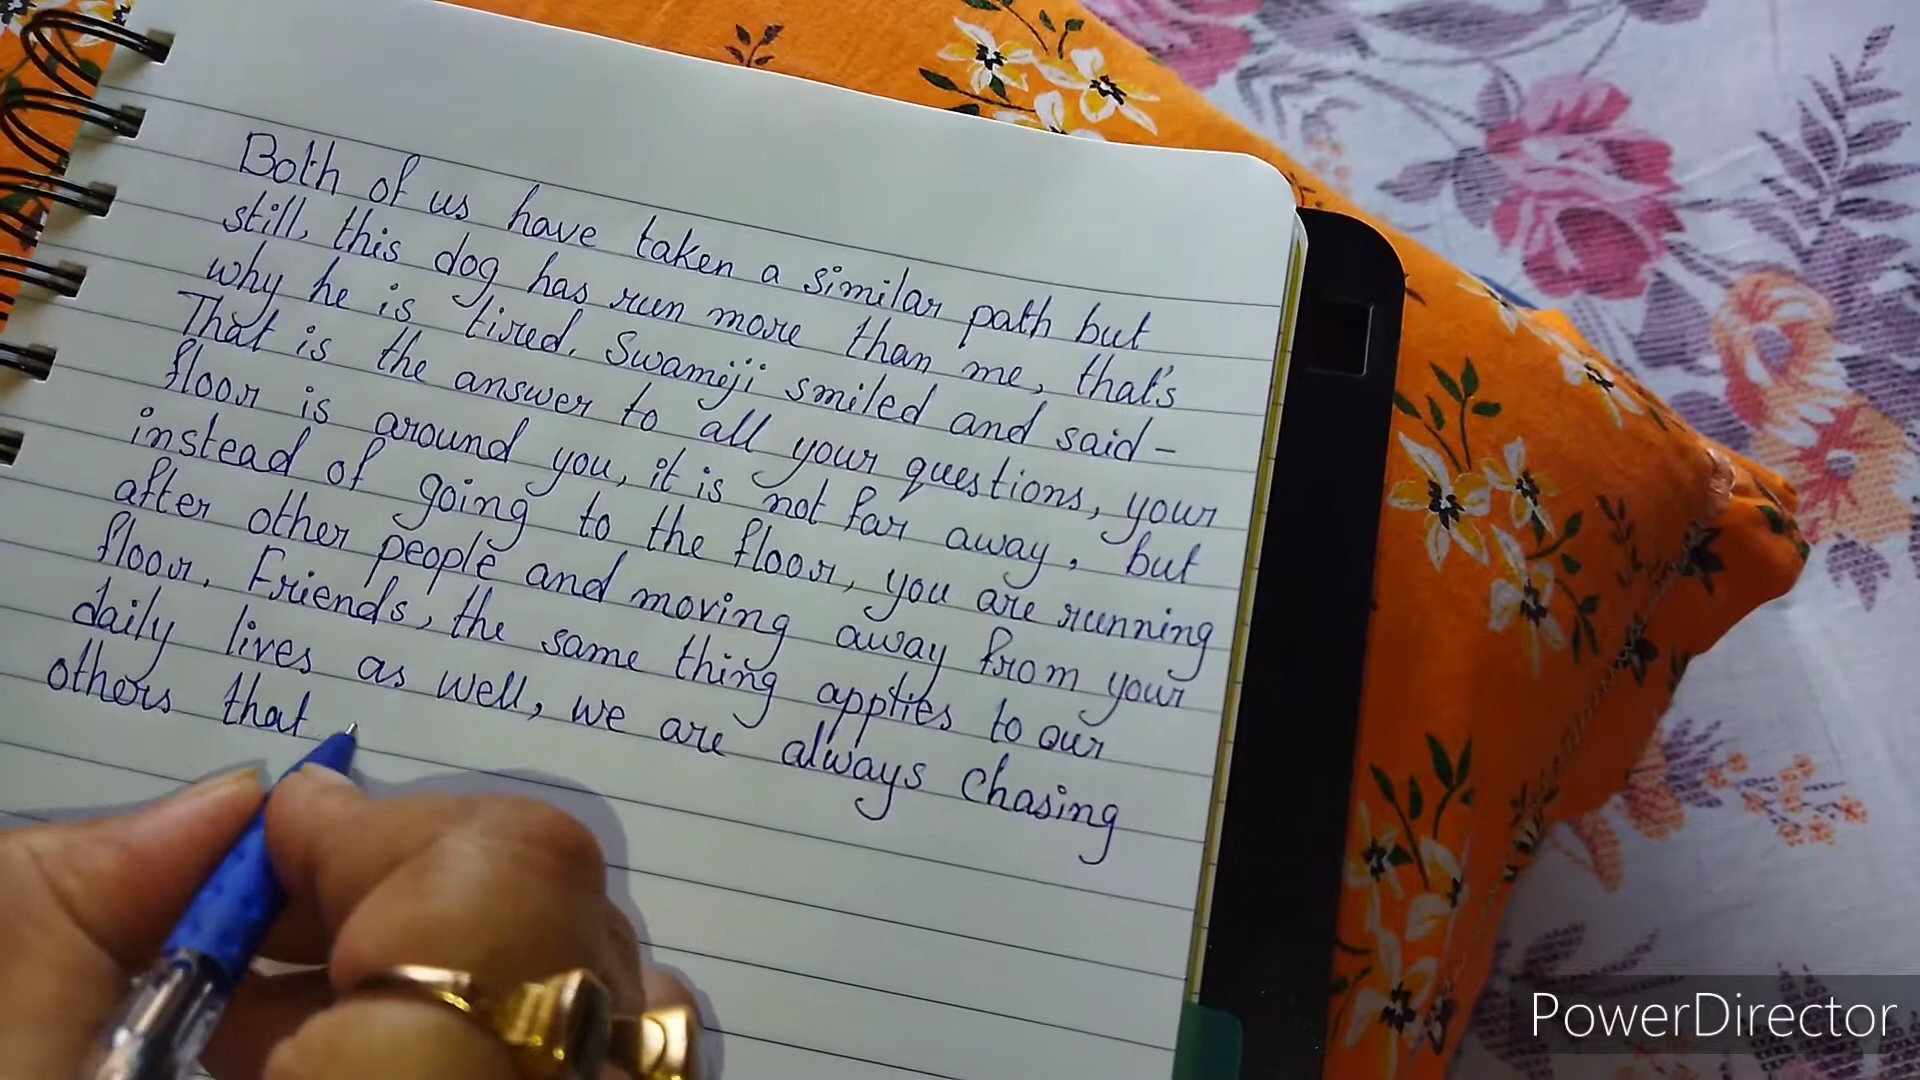 Both of us have taken a similar path but
still, this dog has run more than me, that's
why he is tired. Swameji smiled and said-
That is the answer to all your questions, your
floor is around you, it is not far away, but
instead of going to the floor, you are running
after other people and moving away from your
floor. Friends, the same thing applies to our
daily lives as well, we are always chasing
others that
PowerDirector